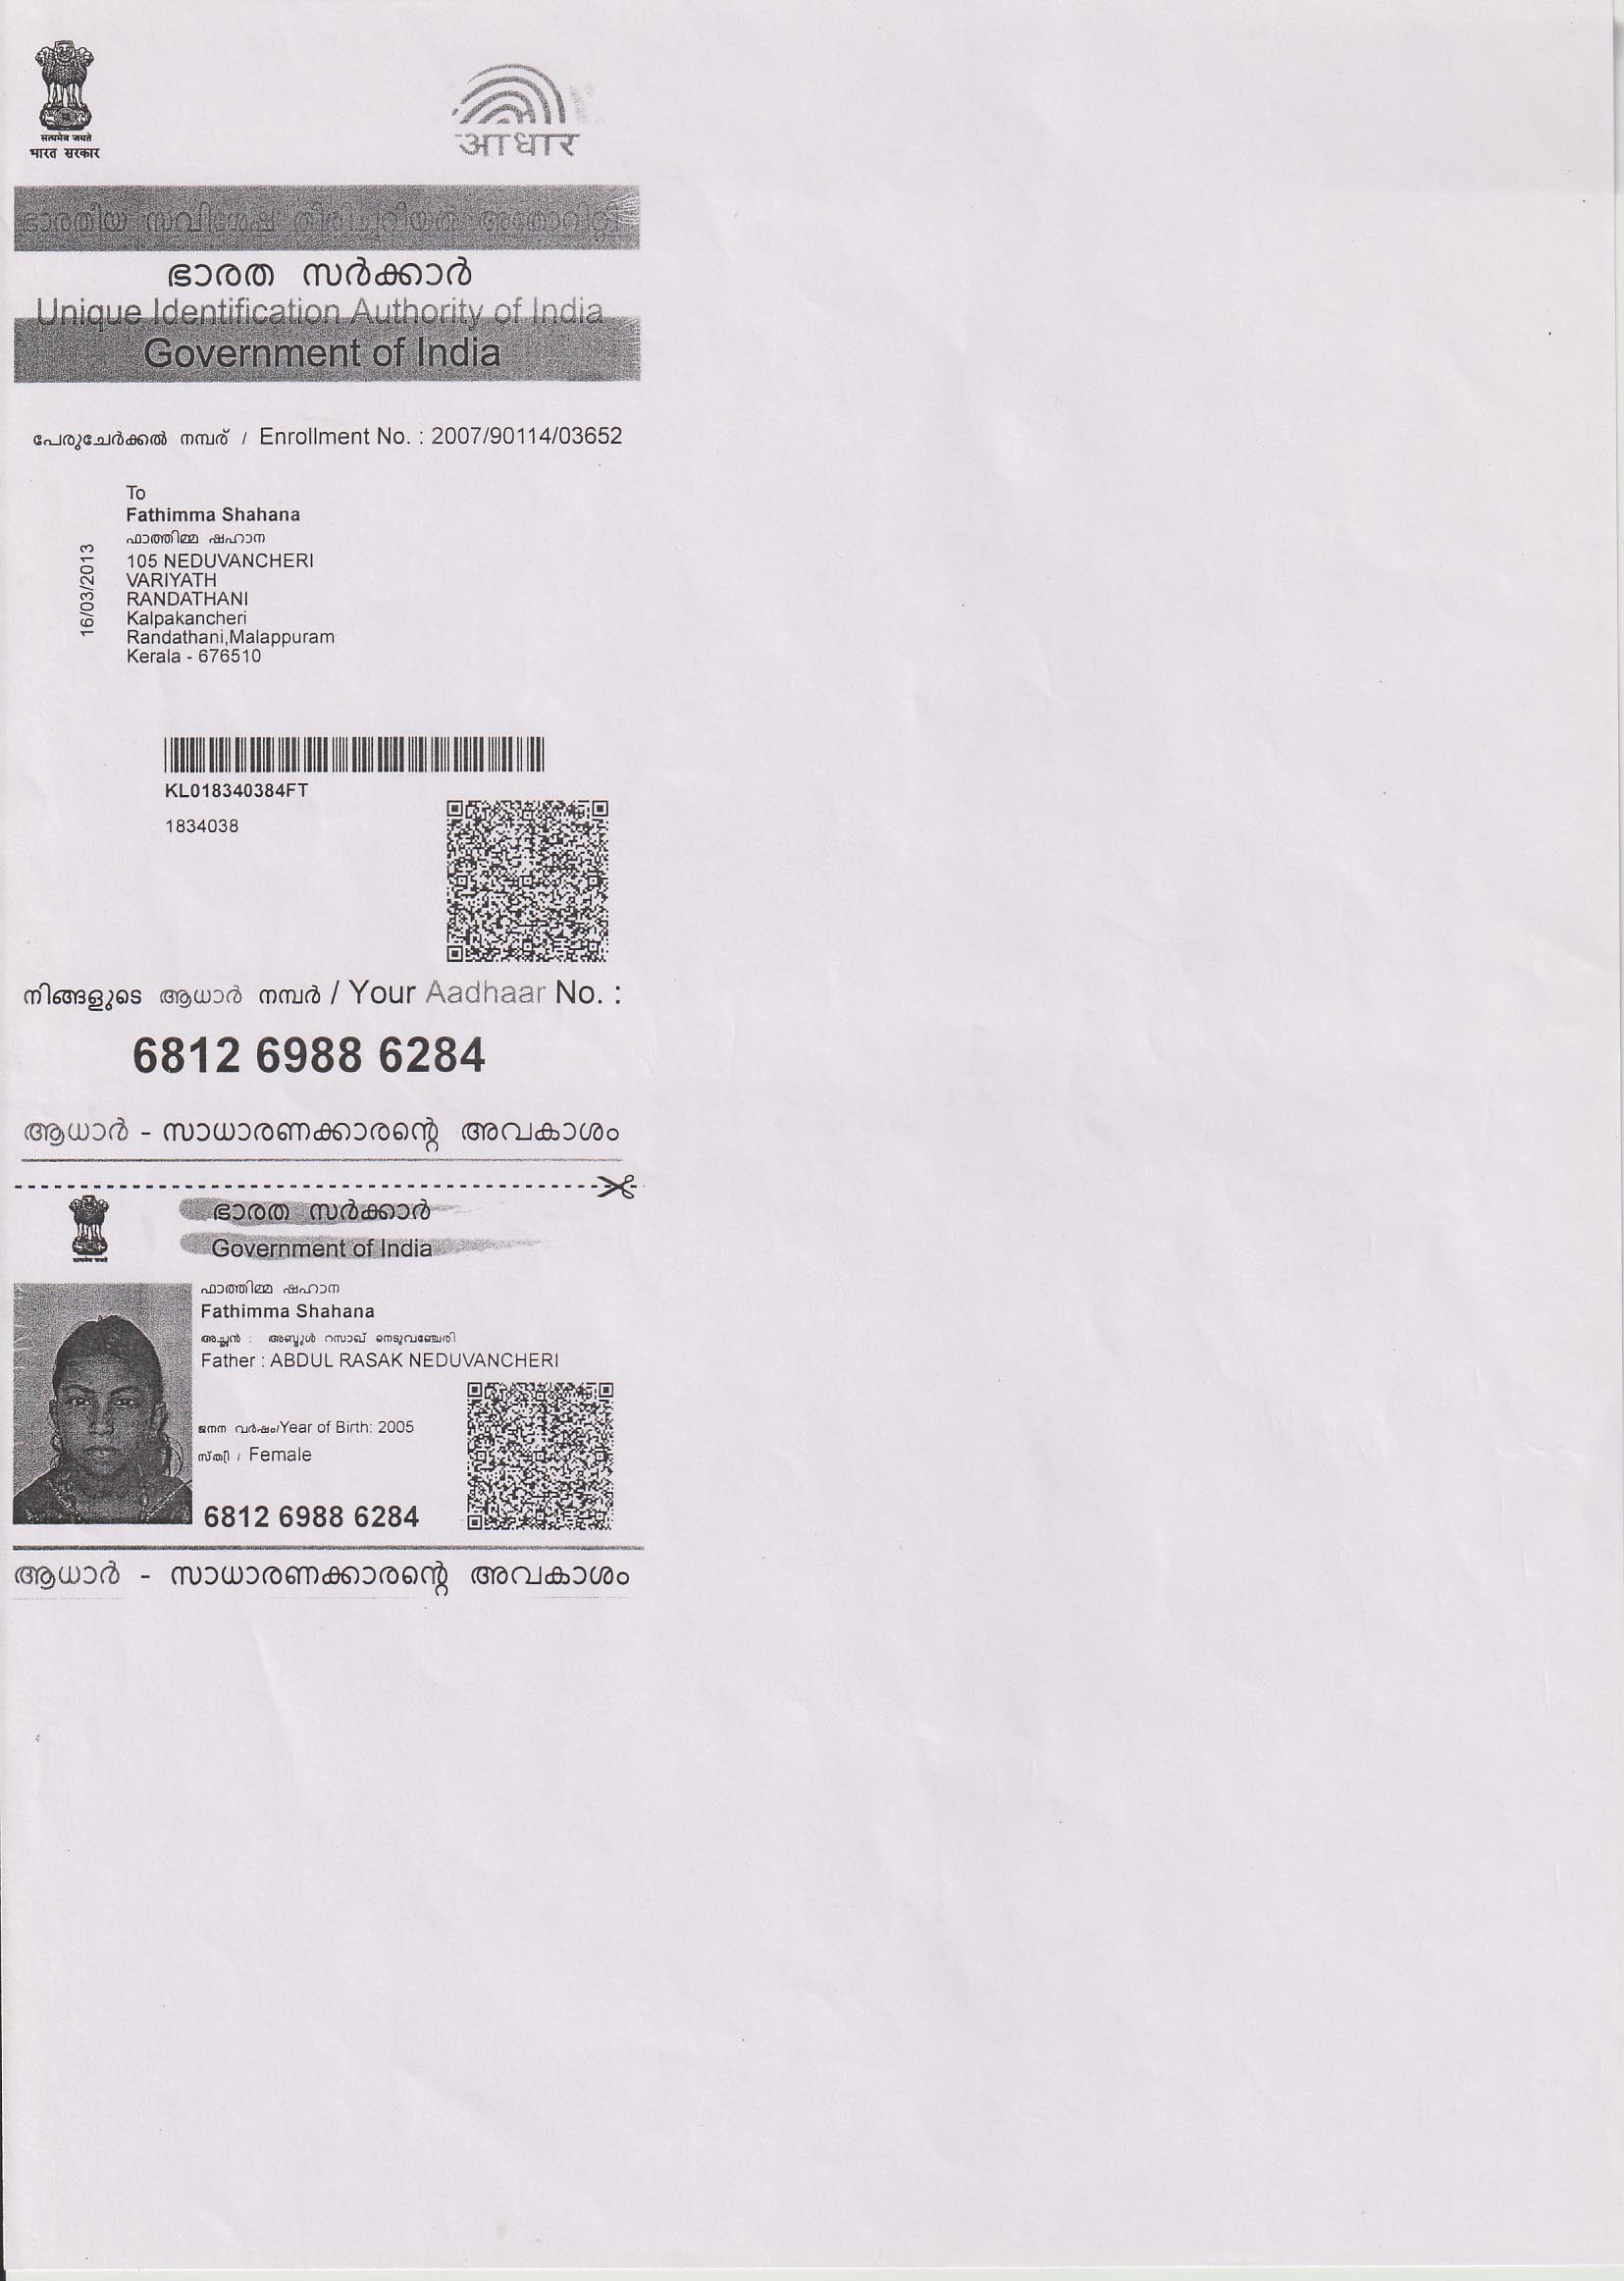 सत्यमेव जयते
भारत सरकार
आधार
ഭാരതീയ സവിശേഷ തിരിച്ചറിയൽ അതോറിറ്റി
ഭാരത സർക്കാർ
Unique Identification Authority of India
Government of India
പേരുചേർക്കൽ നമ്പര് / Enrollment No. : 2007/90114/03652
16/03/2013
To
Fathimma Shahana
ഫാത്തിമ്മ ഷഹാന
105 NEDUVANCHERI
VARIYATH
RANDATHANI
Kalpakancheri
Randathani,Malappuram
Kerala - 676510
KL018340384FT
1834038
നിങ്ങളുടെ ആധാർ നമ്പർ / Your Aadhaar No. :
6812 6988 6284
ആധാർ - സാധാരണക്കാരന്റെ അവകാശം
ഭാരത സർക്കാർ
Government of India
सत्यमेव जयते
ഫാത്തിമ്മ ഷഹാന
Fathimma Shahana
അച്ഛൻ : അബ്ദുൾ റസാഖ് നെടുവഞ്ചേരി
Father : ABDUL RASAK NEDUVANCHERI
ജനന വർഷം/Year of Birth: 2005
സ്ത്രീ / Female
6812 6988 6284
ആധാർ - സാധാരണക്കാരന്റെ അവകാശം